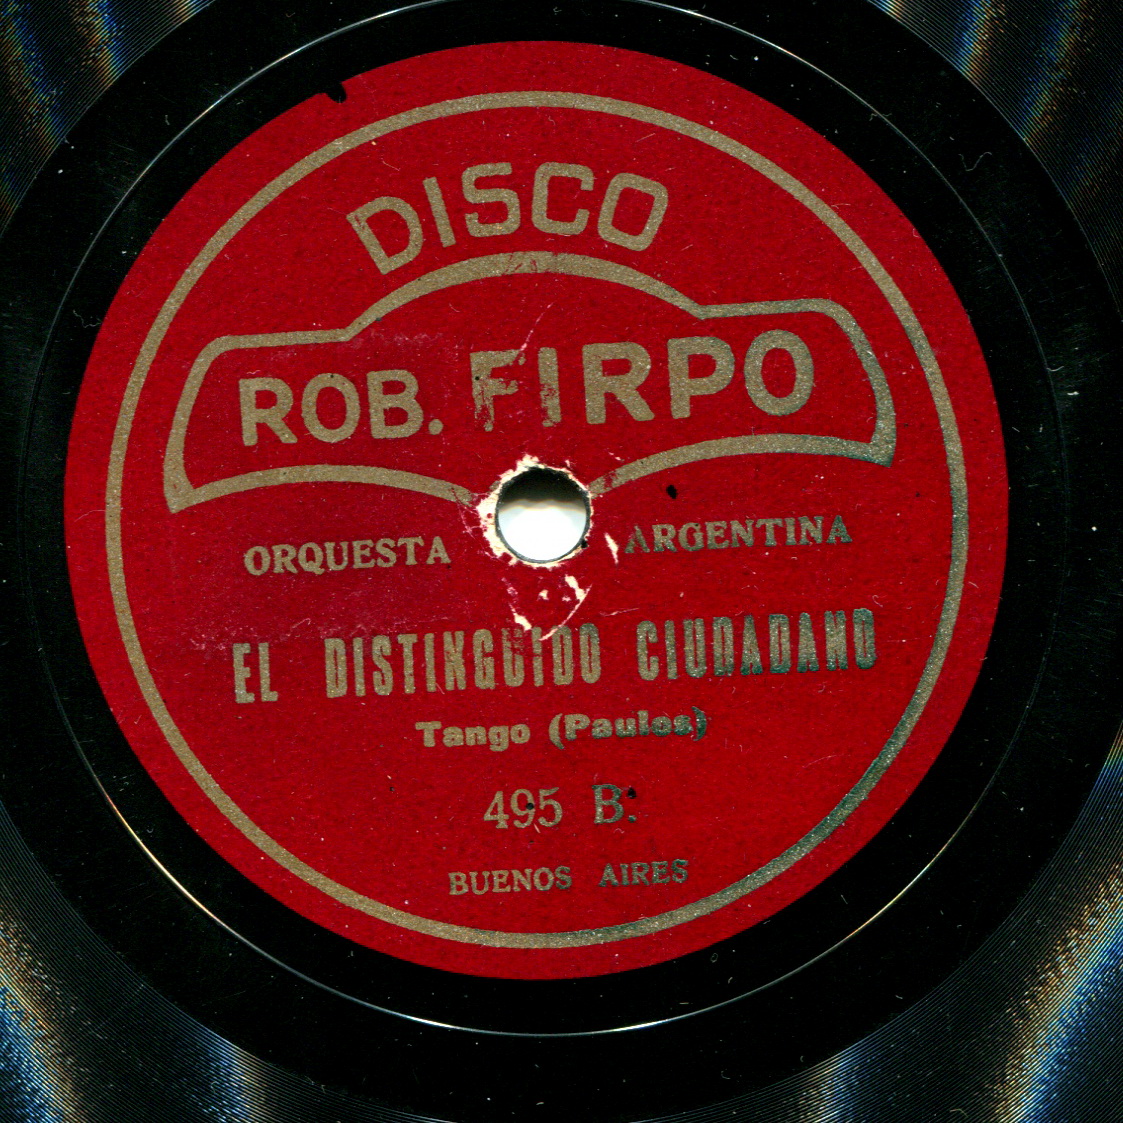 DISCO
ROB. FIRPO
ORQUESTA ARGENTINA
EL DISTINGUIDO CIUDADANO
Tango (Paulos)
495 B.
BUENOS AIRES